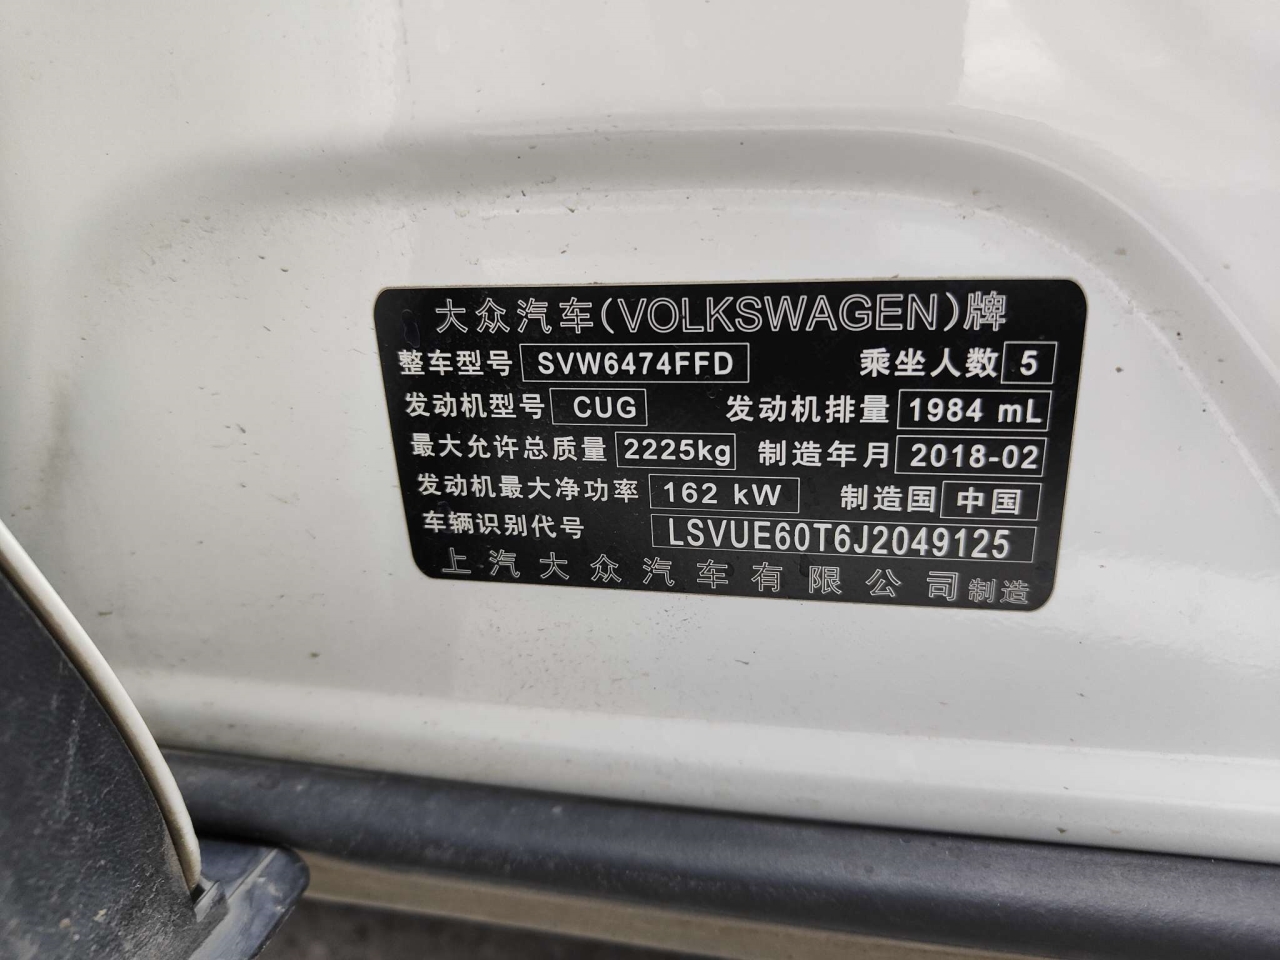 大众汽车(VOLKSWAGEN)牌
整车型号 SVW6474FFD 乘坐人数 5
发动机型号 CUG 发动机排量 1984 mL
最大允许总质量 2225kg 制造年月 2018-02
发动机最大净功率 162 kW 制造国 中国
车辆识别代号 LSVUE60T6J2049125
上汽大众汽车有限公司制造